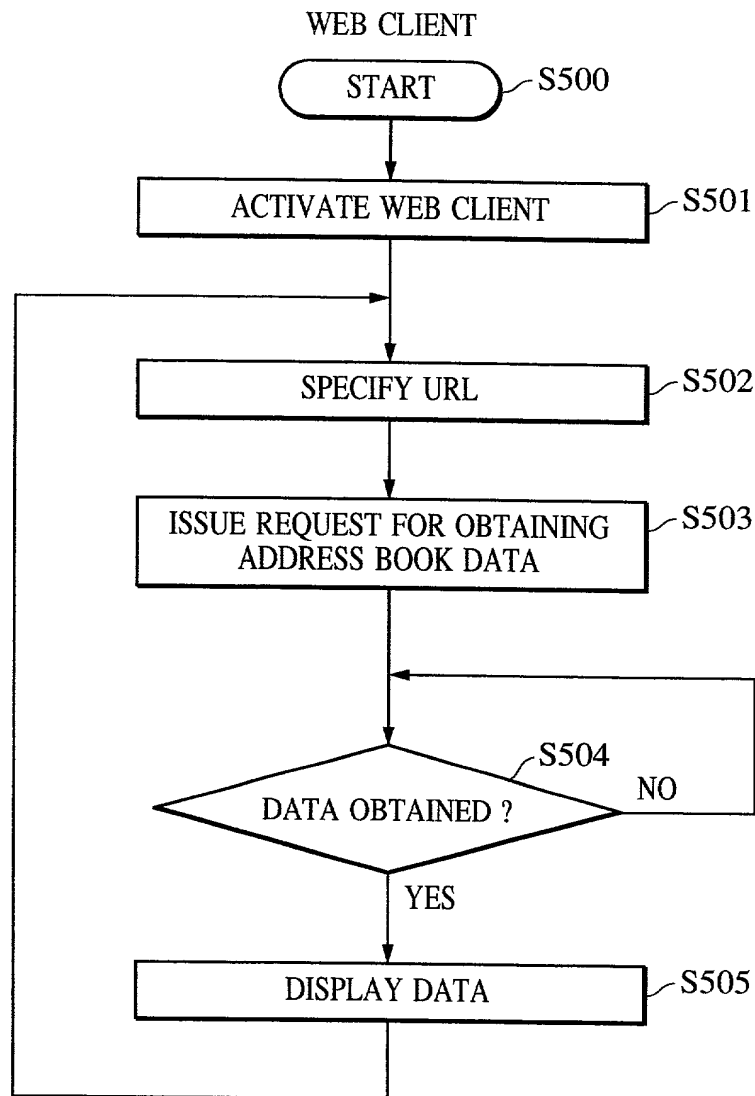 WEB CLIENT
START
S500
ACTIVATE WEB CLIENT
S501
SPECIFY URL
S502
ISSUE REQUEST FOR OBTAINING
ADDRESS BOOK DATA
S503
S504
DATA OBTAINED ?
NO
YES
DISPLAY DATA
S505